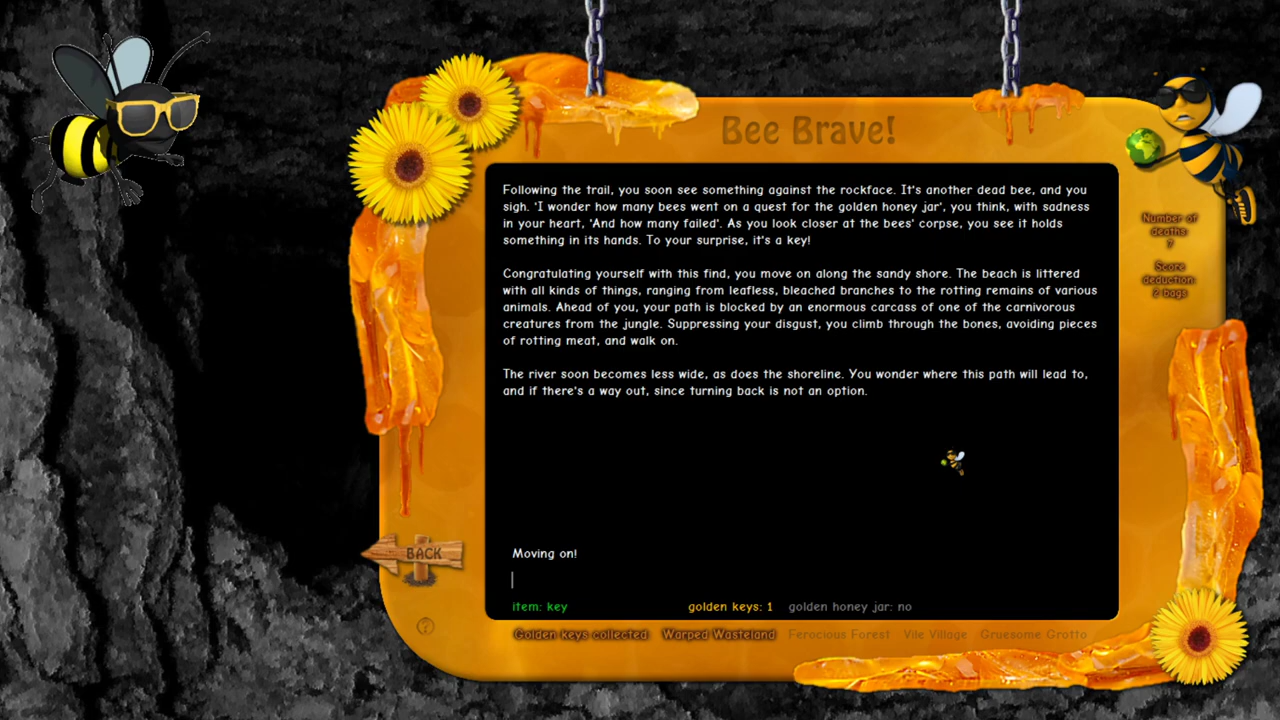 Bee Brave!
Following the trail, you soon see something against the rockface. It's another dead bee, and you
sigh. 'I wonder how many bees went on a quest for the golden honey jar', you think, with sadness
in your heart, 'And how many failed'. As you look closer at the bees' corpse, you see it holds
something in its hands. To your surprise, it's a key!
Congratulating yourself with this find, you move on along the sandy shore. The beach is littered
with all kinds of things, ranging from leafless, bleached branches to the rotting remains of various
animals. Ahead of you, your path is blocked by an enormous carcass of one of the carnivorous
creatures from the jungle. Suppressing your disgust, you climb through the bones, avoiding pieces
of rotting meat, and walk on.
The river soon becomes less wide, as does the shoreline. You wonder where this path will lead to,
and if there's a way out, since turning back is not an option.
Number of
deaths:
7
Score
deduction:
2 bags
Moving on!
BACK
item: key golden keys: 1 golden honey jar: no
?
Golden keys collected: Warped Wasteland Ferocious Forest Vile Village Gruesome Grotto